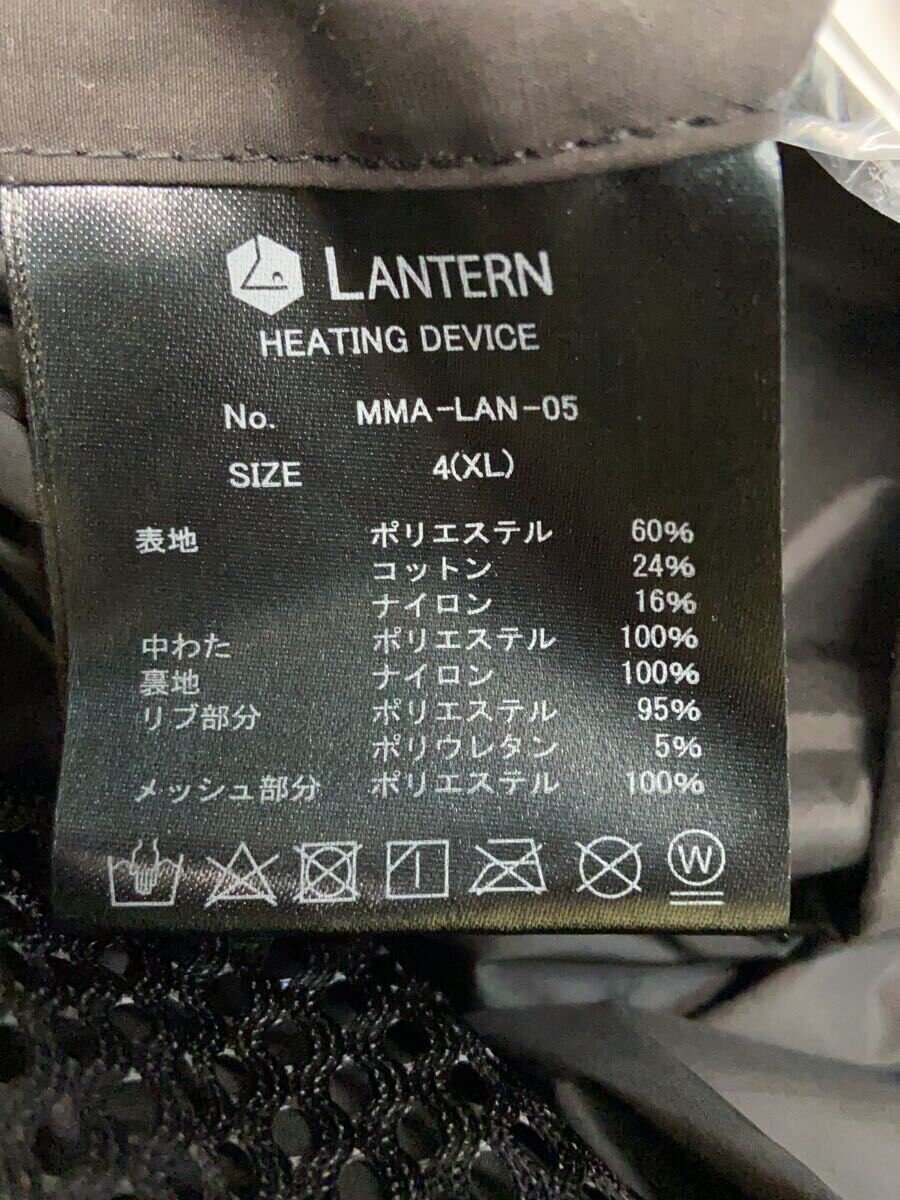 LANTERN
HEATING DEVICE
No. MMA-LAN-05
SIZE 4(XL)
表地 ポリエステル 60%
コットン 24%
ナイロン 16%
中わた ポリエステル 100%
裏地 ナイロン 100%
リブ部分 ポリエステル 95%
ポリウレタン 5%
メッシュ部分 ポリエステル 100%
W